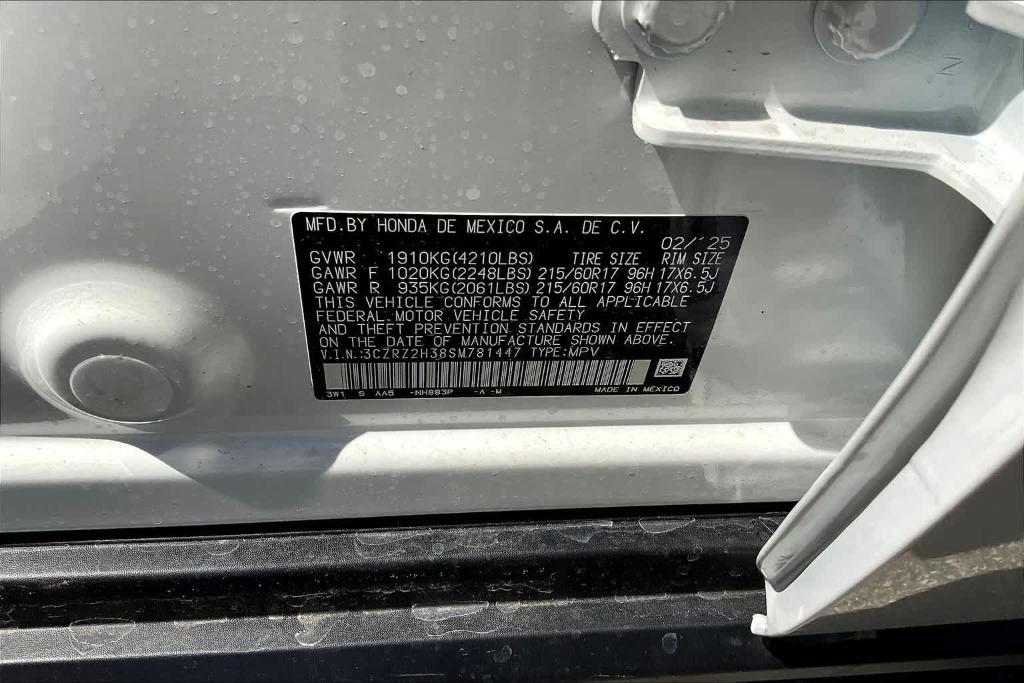 MFD.BY HONDA DE MEXICO S.A. DE C.V.
02/'25
GVWR 1910KG(4210LBS) TIRE SIZE RIM SIZE
GAWR F 1020KG(2248LBS) 215/60R17 96H 17X6.5J
GAWR R 935KG(2061LBS) 215/60R17 96H 17X6.5J
THIS VEHICLE CONFORMS TO ALL APPLICABLE
FEDERAL MOTOR VEHICLE SAFETY
AND THEFT PREVENTION STANDARDS IN EFFECT
ON THE DATE OF MANUFACTURE SHOWN ABOVE.
V.I.N.:3CZRZ2H38SM781447 TYPE:MPV
3W1 S AA5 -NH883P -A -M MADE IN MEXICO